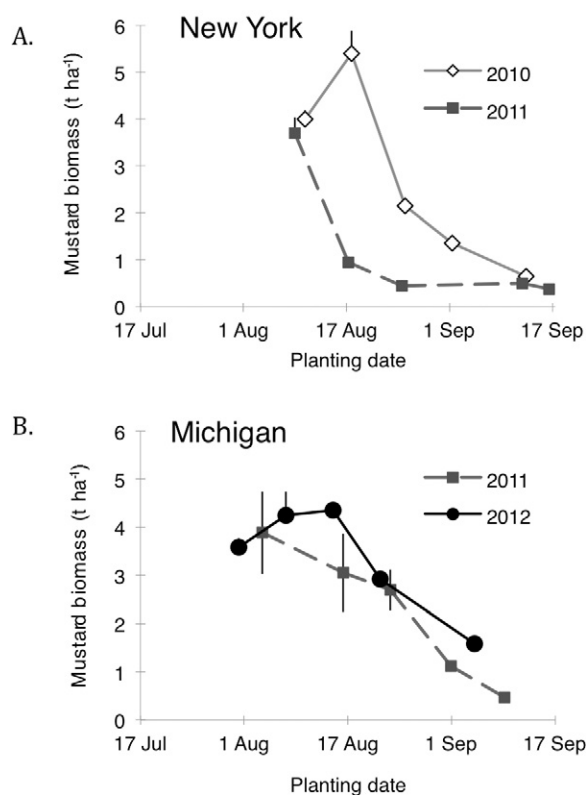 A.
New York
6
5
4
3
2
1
0
Mustard biomass (t ha⁻¹)
2010
2011
17 Jul 1 Aug 17 Aug 1 Sep 17 Sep
Planting date
B.
Michigan
6
5
4
3
2
1
0
Mustard biomass (t ha⁻¹)
2011
2012
17 Jul 1 Aug 17 Aug 1 Sep 17 Sep
Planting date